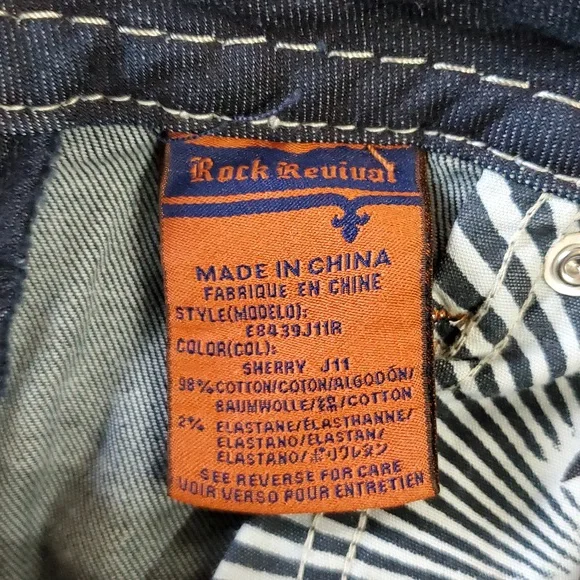 Rock Revival
MADE IN CHINA
FABRIQUE EN CHINE
STYLE(MODELO):
E8439J11R
COLOR(COL):
SHERRY J11
98%COTTON/COTON/ALGODÓN/
BAUMWOLLE/綿/COTTON
2% ELASTANE/ÉLASTHANNE/
ELASTANO/ELASTAN/
ELASTANO/ポリウレタン
SEE REVERSE FOR CARE
VOIR VERSO POUR ENTRETIEN